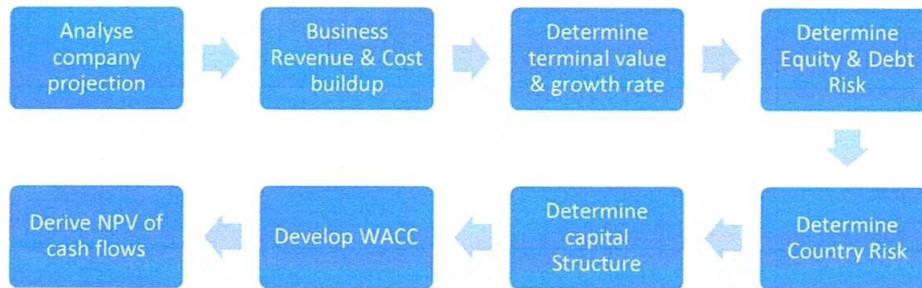 Analyse
company
projection
Business
Revenue & Cost
buildup
Determine
terminal value
& growth rate
Determine
Equity & Debt
Risk
Determine
Country Risk
Determine
capital
Structure
Develop WACC
Derive NPV of
cash flows